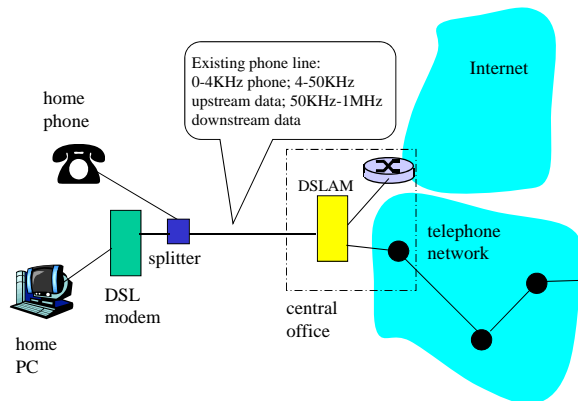 Existing phone line:
0-4KHz phone; 4-50KHz
upstream data; 50KHz-1MHz
downstream data
Internet
home
phone
DSLAM
telephone
network
splitter
DSL
modem
central
office
home
PC